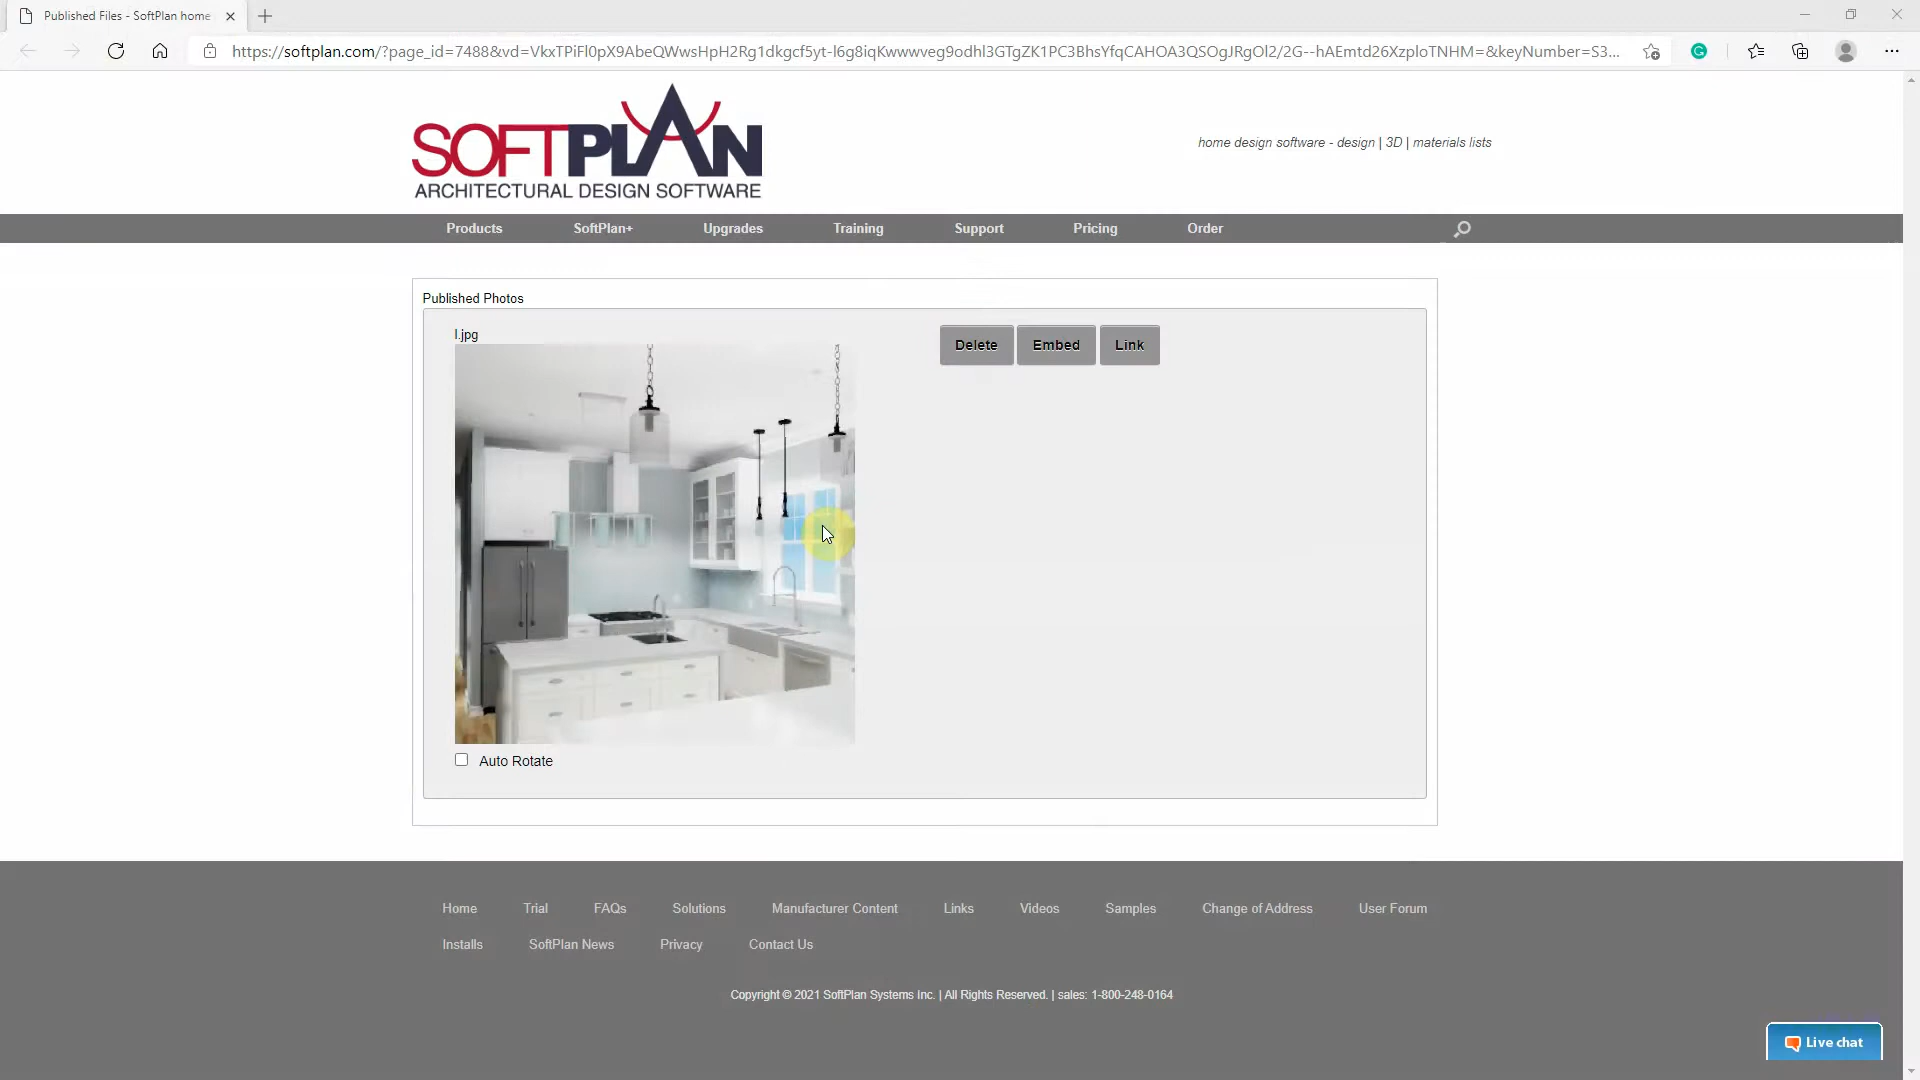 Published Files - SoftPlan home
https://softplan.com/?page_id=7488&vd=VkxTPiFl0pX9AbeQWwsHpH2Rg1dkgcf5yt-l6g8iqKwwwveg9odhl3GTgZK1PC3BhsYfqCAHOA3QSOgJRgOl2/2G--hAEmtd26XzpIoTNHM=&keyNumber=S3...
SOFTPLAN
ARCHITECTURAL DESIGN SOFTWARE
home design software - design | 3D | materials lists
Products SoftPlan+ Upgrades Training Support Pricing Order
Published Photos
l.jpg
Delete Embed Link
Auto Rotate
Home Trial FAQs Solutions Manufacturer Content Links Videos Samples Change of Address User Forum
Installs SoftPlan News Privacy Contact Us
Copyright © 2021 SoftPlan Systems Inc. | All Rights Reserved. | sales: 1-800-248-0164
Live chat